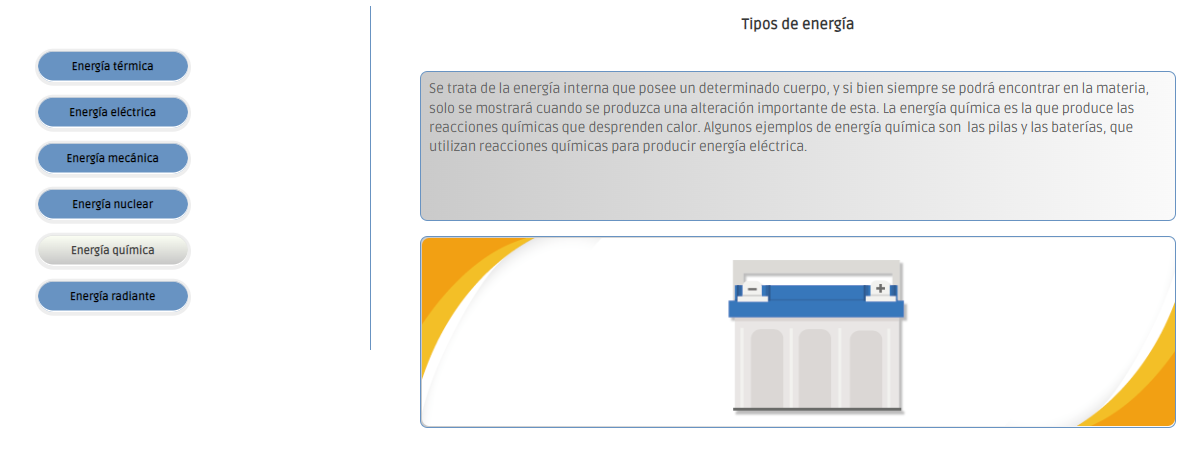 Tipos de energía
Energía térmica
Energía eléctrica
Energía mecánica
Energía nuclear
Energía química
Energía radiante
Se trata de la energía interna que posee un determinado cuerpo, y si bien siempre se podrá encontrar en la materia,
solo se mostrará cuando se produzca una alteración importante de esta. La energía química es la que produce las
reacciones químicas que desprenden calor. Algunos ejemplos de energía química son las pilas y las baterías, que
utilizan reacciones químicas para producir energía eléctrica.
− +